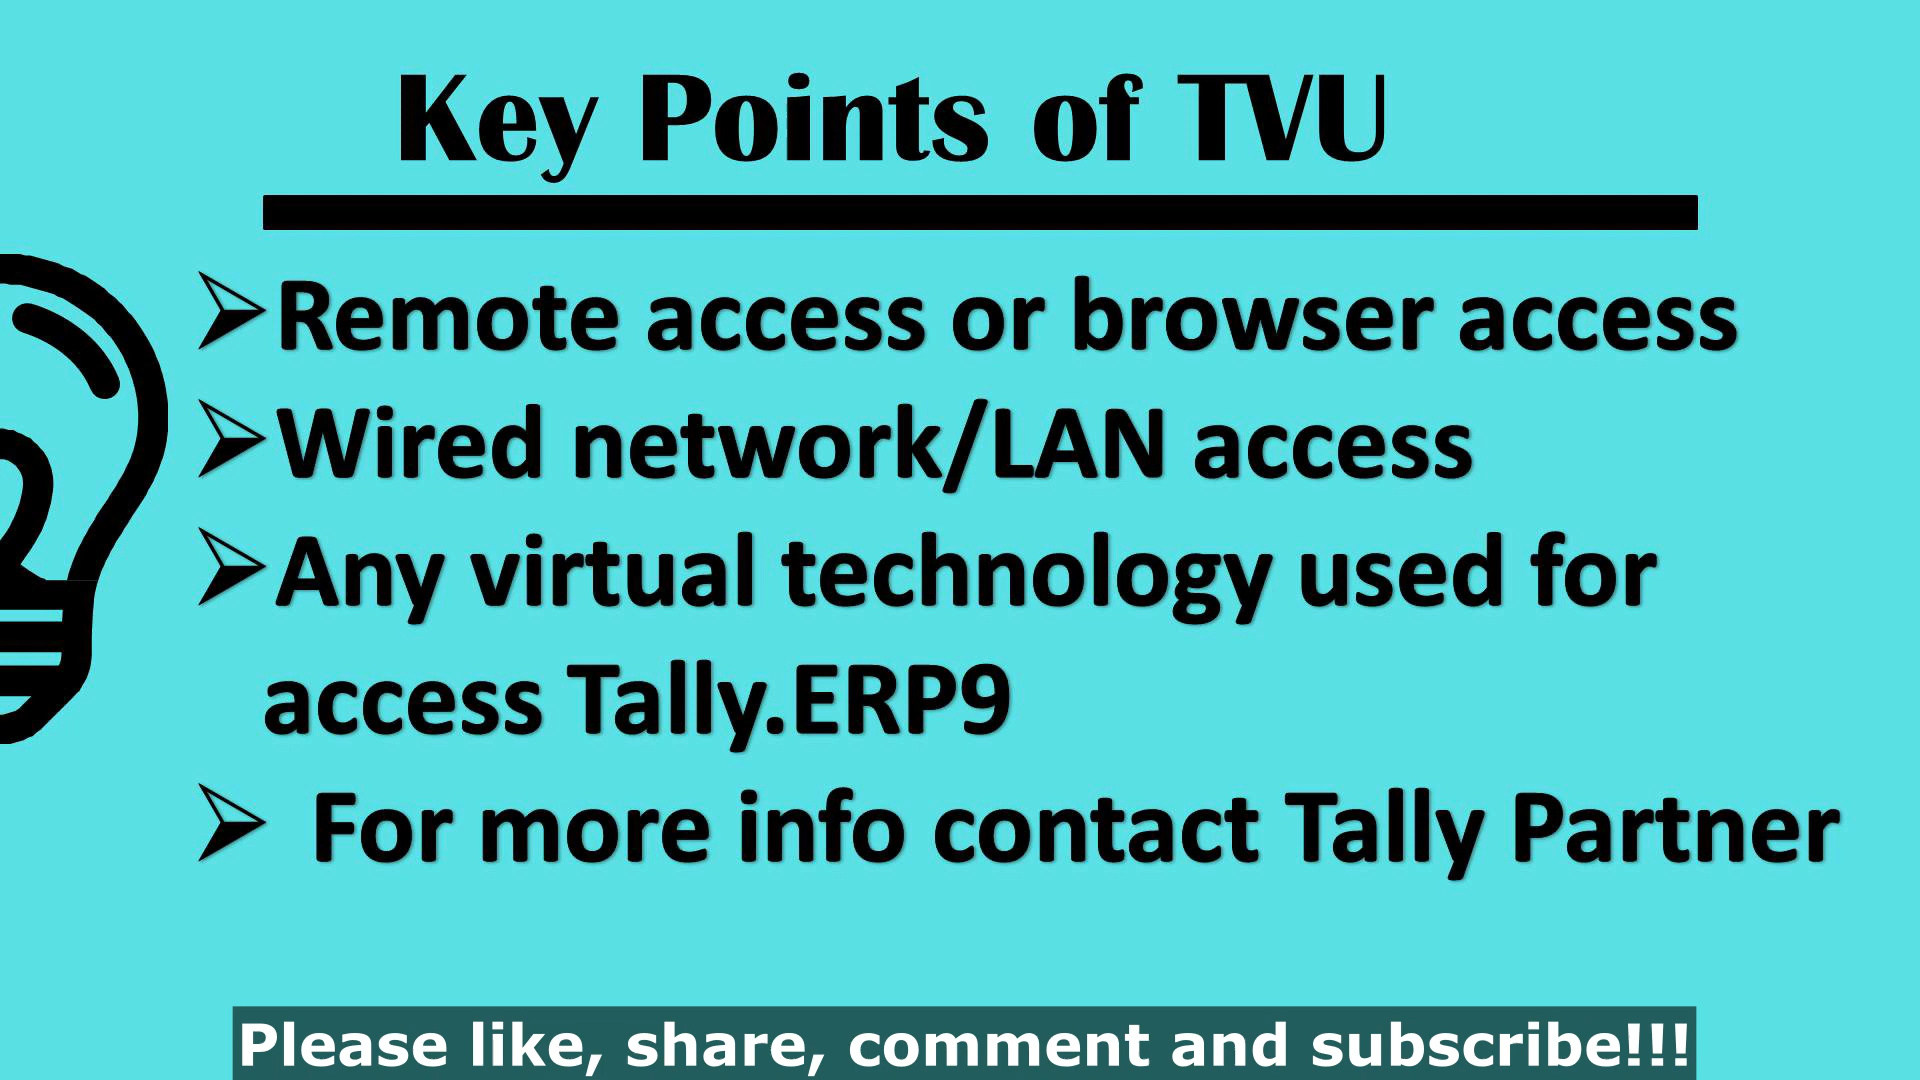 Key Points of TVU
➢Remote access or browser access
➢Wired network/LAN access
➢Any virtual technology used for
access Tally.ERP9
➢ For more info contact Tally Partner
Please like, share, comment and subscribe!!!